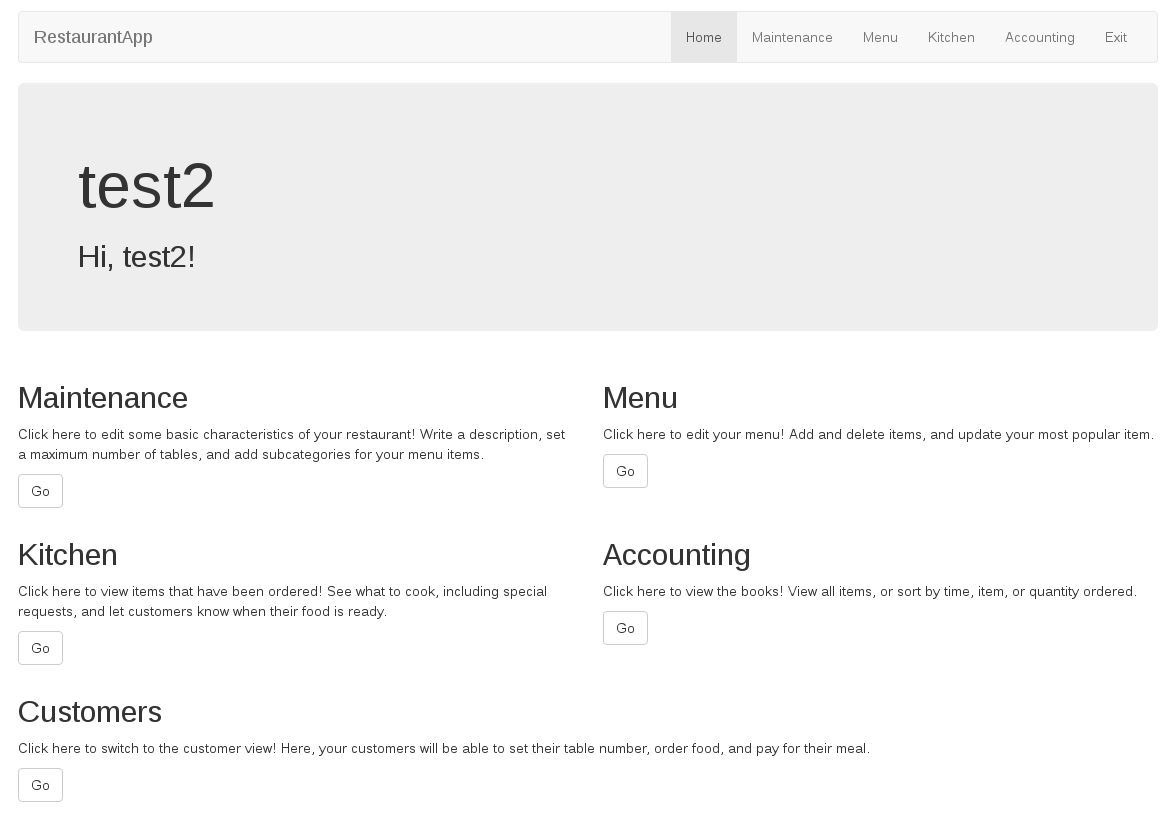 RestaurantApp
Home Maintenance Menu Kitchen Accounting Exit
test2
Hi, test2!
Maintenance
Click here to edit some basic characteristics of your restaurant! Write a description, set
a maximum number of tables, and add subcategories for your menu items.
Go
Menu
Click here to edit your menu! Add and delete items, and update your most popular item.
Go
Kitchen
Click here to view items that have been ordered! See what to cook, including special
requests, and let customers know when their food is ready.
Go
Accounting
Click here to view the books! View all items, or sort by time, item, or quantity ordered.
Go
Customers
Click here to switch to the customer view! Here, your customers will be able to set their table number, order food, and pay for their meal.
Go